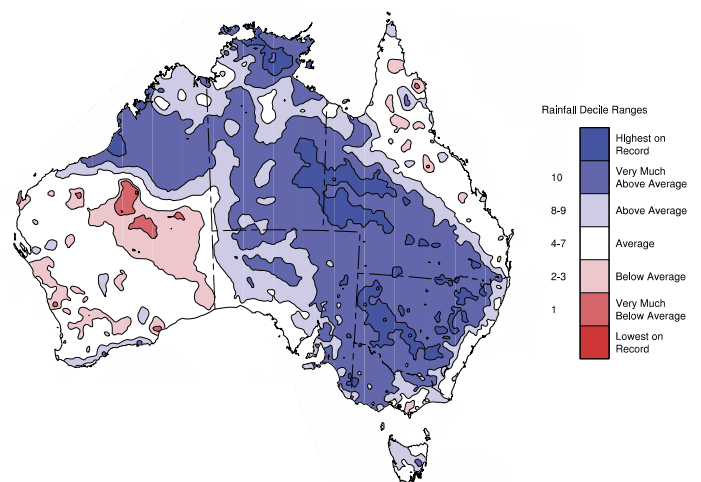 Rainfall Decile Ranges
Highest on
Record
10
Very Much
Above Average
8-9
Above Average
4-7
Average
2-3
Below Average
1
Very Much
Below Average
Lowest on
Record